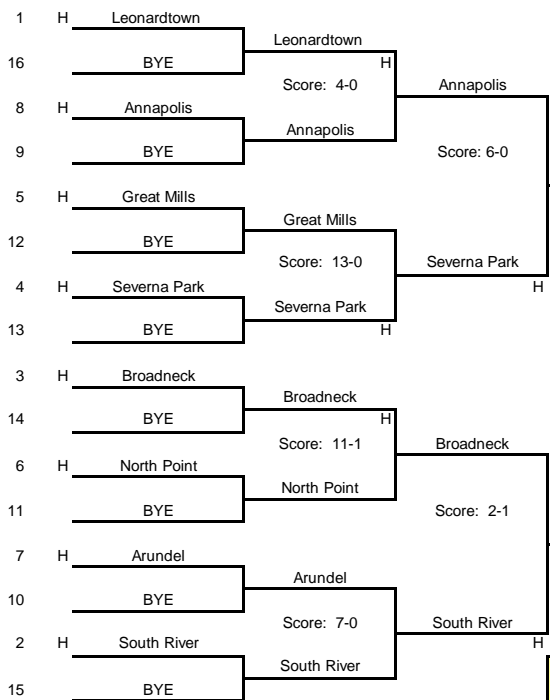 1 H Leonardtown
Leonardtown
16 BYE H
Score: 4-0
Annapolis
8 H Annapolis
Annapolis
9 BYE
Score: 6-0
5 H Great Mills
Great Mills
12 BYE
Score: 13-0
Severna Park
4 H Severna Park H
Severna Park
13 BYE H
3 H Broadneck
Broadneck
14 BYE H
Score: 11-1
Broadneck
6 H North Point
North Point
11 BYE
Score: 2-1
7 H Arundel
Arundel
10 BYE
Score: 7-0
South River
2 H South River H
South River
15 BYE